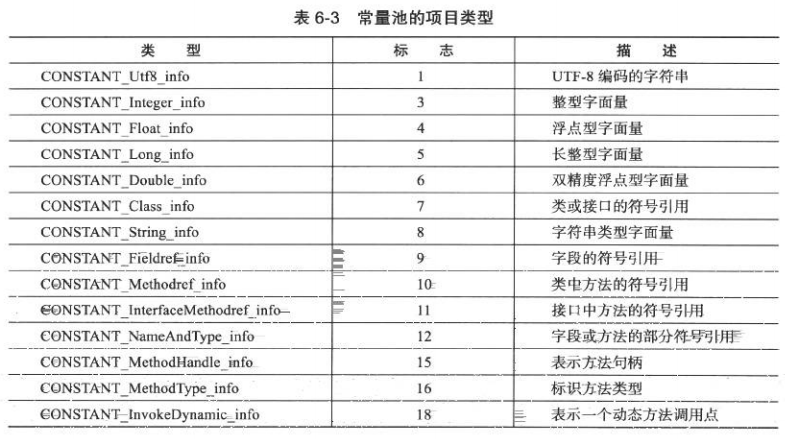 表 6-3 常量池的项目类型
类 型 标 志 描 述
CONSTANT_Utf8_info 1 UTF-8 编码的字符串
CONSTANT_Integer_info 3 整型字面量
CONSTANT_Float_info 4 浮点型字面量
CONSTANT_Long_info 5 长整型字面量
CONSTANT_Double_info 6 双精度浮点型字面量
CONSTANT_Class_info 7 类或接口的符号引用
CONSTANT_String_info 8 字符串类型字面量
CONSTANT_Fieldref_info 9 字段的符号引用
CONSTANT_Methodref_info 10 类中方法的符号引用
CONSTANT_InterfaceMethodref_info 11 接口中方法的符号引用
CONSTANT_NameAndType_info 12 字段或方法的部分符号引用
CONSTANT_MethodHandle_info 15 表示方法句柄
CONSTANT_MethodType_info 16 标识方法类型
CONSTANT_InvokeDynamic_info 18 表示一个动态方法调用点